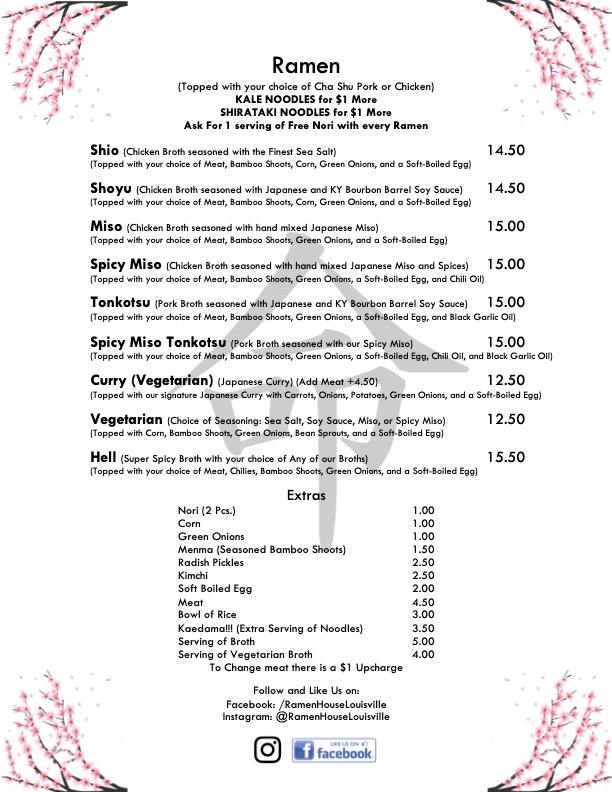 Ramen
(Topped with your choice of Cha Shu Pork or Chicken)
KALE NOODLES for $1 More
SHIRATAKI NOODLES for $1 More
Ask For 1 serving of Free Nori with every Ramen
Shio (Chicken Broth seasoned with the Finest Sea Salt) 14.50
(Topped with your choice of Meat, Bamboo Shoots, Corn, Green Onions, and a Soft-Boiled Egg)
Shoyu (Chicken Broth seasoned with Japanese and KY Bourbon Barrel Soy Sauce) 14.50
(Topped with your choice of Meat, Bamboo Shoots, Corn, Green Onions, and a Soft-Boiled Egg)
Miso (Chicken Broth seasoned with hand mixed Japanese Miso) 15.00
(Topped with your choice of Meat, Bamboo Shoots, Green Onions, and a Soft-Boiled Egg)
Spicy Miso (Chicken Broth seasoned with hand mixed Japanese Miso and Spices) 15.00
(Topped with your choice of Meat, Bamboo Shoots, Green Onions, a Soft-Boiled Egg, and Chili Oil)
Tonkotsu (Pork Broth seasoned with Japanese and KY Bourbon Barrel Soy Sauce) 15.00
(Topped with your choice of Meat, Bamboo Shoots, Green Onions, a Soft-Boiled Egg, and Black Garlic Oil)
Spicy Miso Tonkotsu (Pork Broth seasoned with our Spicy Miso) 15.00
(Topped with your choice of Meat, Bamboo Shoots, Green Onions, a Soft-Boiled Egg, Chili Oil, and Black Garlic Oil)
Curry (Vegetarian) (Japanese Curry) (Add Meat +4.50) 12.50
(Topped with our signature Japanese Curry with Carrots, Onions, Potatoes, Green Onions, and a Soft-Boiled Egg)
Vegetarian (Choice of Seasoning: Sea Salt, Soy Sauce, Miso, or Spicy Miso) 12.50
(Topped with Corn, Bamboo Shoots, Green Onions, Bean Sprouts, and a Soft-Boiled Egg)
Hell (Super Spicy Broth with your choice of Any of our Broths) 15.50
(Topped with your choice of Meat, Chilies, Bamboo Shoots, Green Onions, and a Soft-Boiled Egg)
命
Extras
Nori (2 Pcs.) 1.00
Corn 1.00
Green Onions 1.00
Menma (Seasoned Bamboo Shoots) 1.50
Radish Pickles 2.50
Kimchi 2.50
Soft Boiled Egg 2.00
Meat 4.50
Bowl of Rice 3.00
Kaedama!!! (Extra Serving of Noodles) 3.50
Serving of Broth 5.00
Serving of Vegetarian Broth 4.00
To Change meat there is a $1 Upcharge
Follow and Like Us on:
Facebook: /RamenHouseLouisville
Instagram: @RamenHouseLouisville
LIKE US ON
facebook